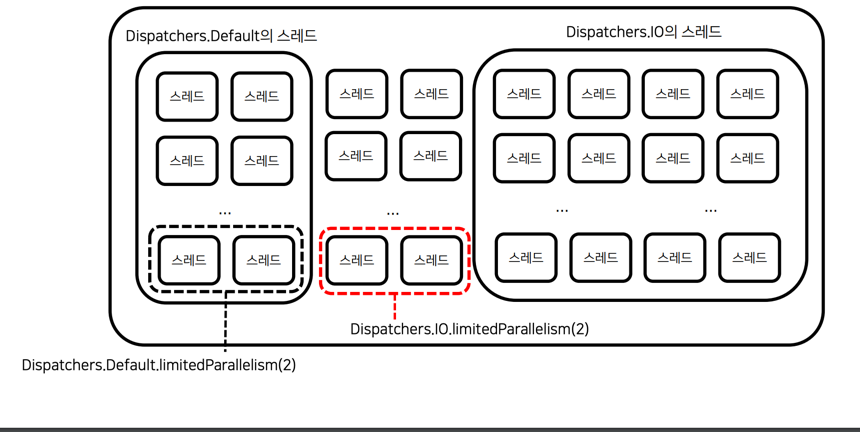 Dispatchers.Default의 스레드
Dispatchers.IO의 스레드
스레드 스레드 스레드 스레드 스레드 스레드 스레드 스레드
스레드 스레드 스레드 스레드 스레드 스레드 스레드 스레드
... ... ... ...
스레드 스레드 스레드 스레드 스레드 스레드 스레드 스레드
Dispatchers.IO.limitedParallelism(2)
Dispatchers.Default.limitedParallelism(2)